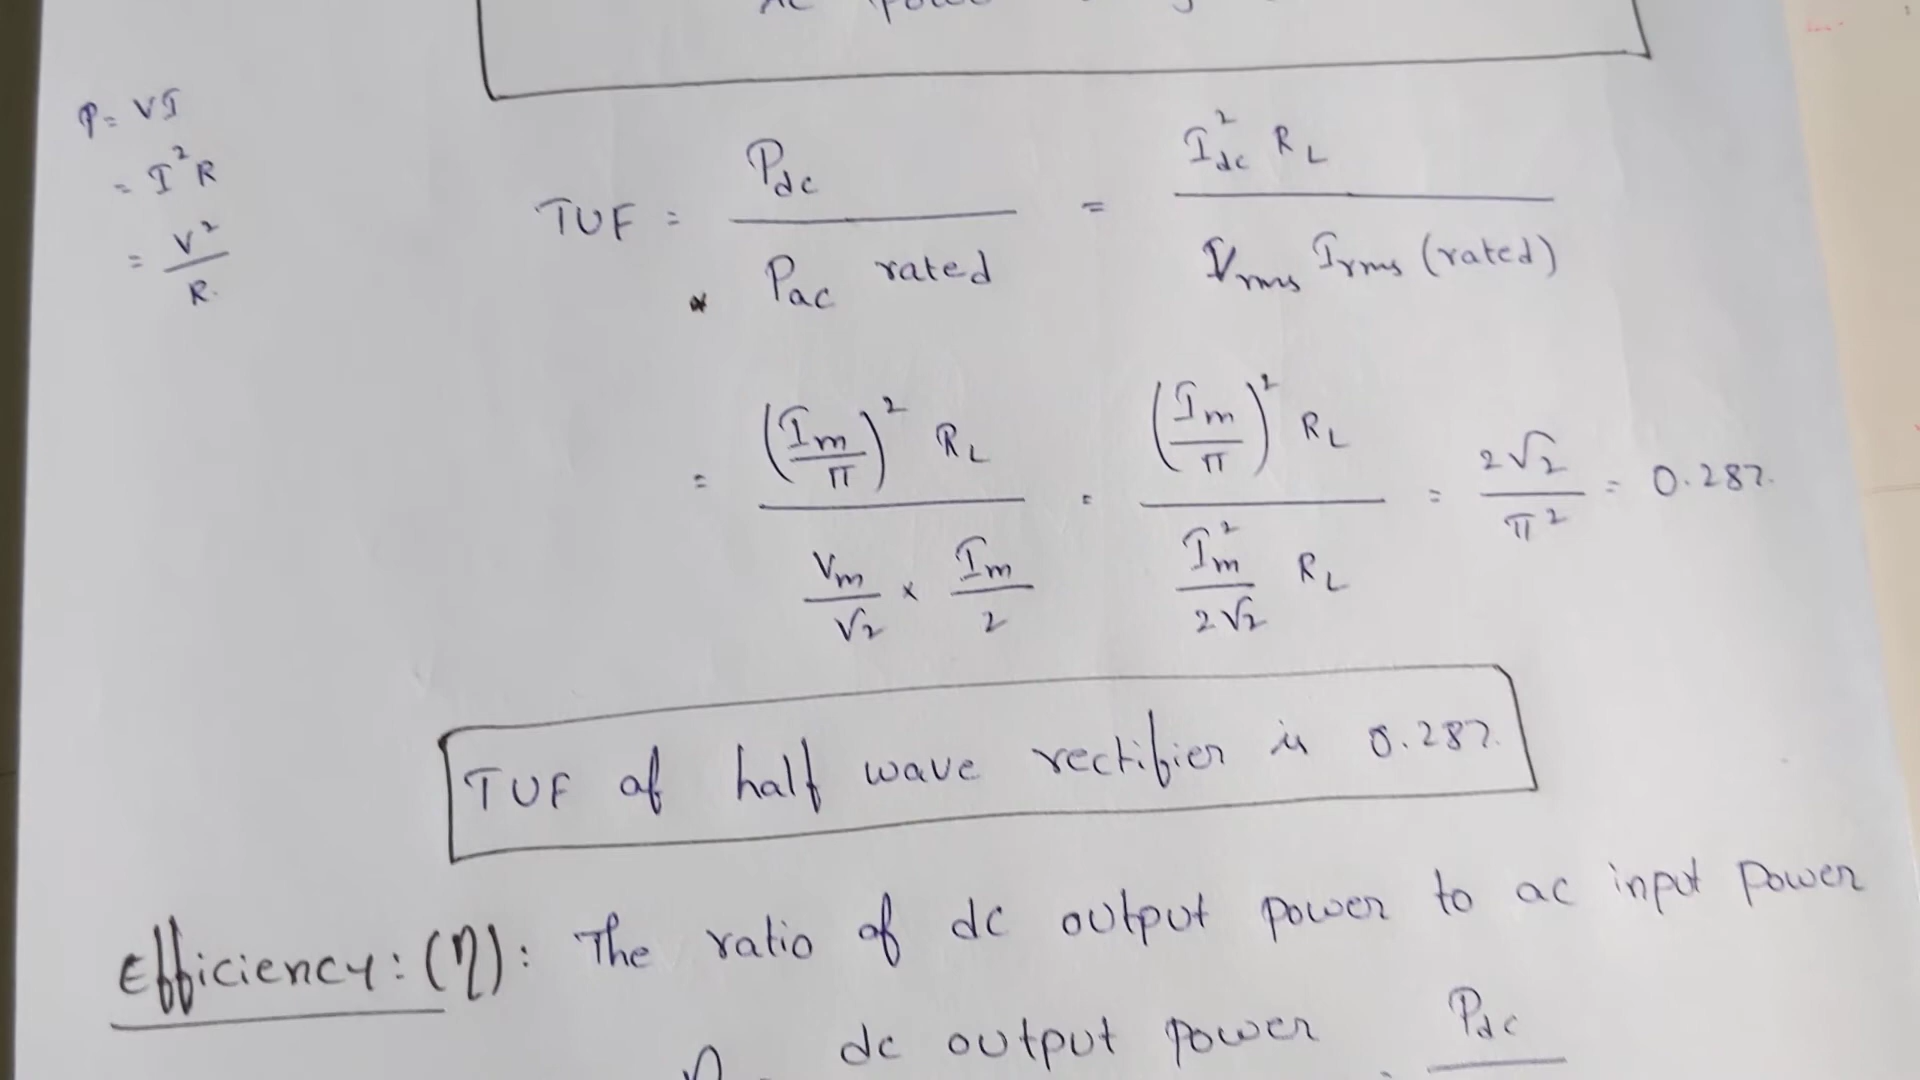 P = VI
= I² R
= V² / R.
TUF = Pdc / Pac rated = Idc² RL / Vrms Irms (rated)
= (Im/π)² RL / Vm/√2 × Im/2 = (Im/π)² RL / Im²/2√2 RL = 2√2 / π² = 0.287.
TUF of half wave rectifier is 0.287.
Efficiency: (η): The ratio of dc output power to ac input power
dc output power Pdc